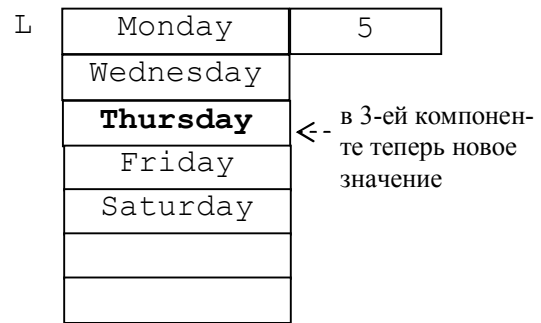 L Monday 5
Wednesday
Thursday
в 3-ей компонен-
те теперь новое
значение
Friday
Saturday